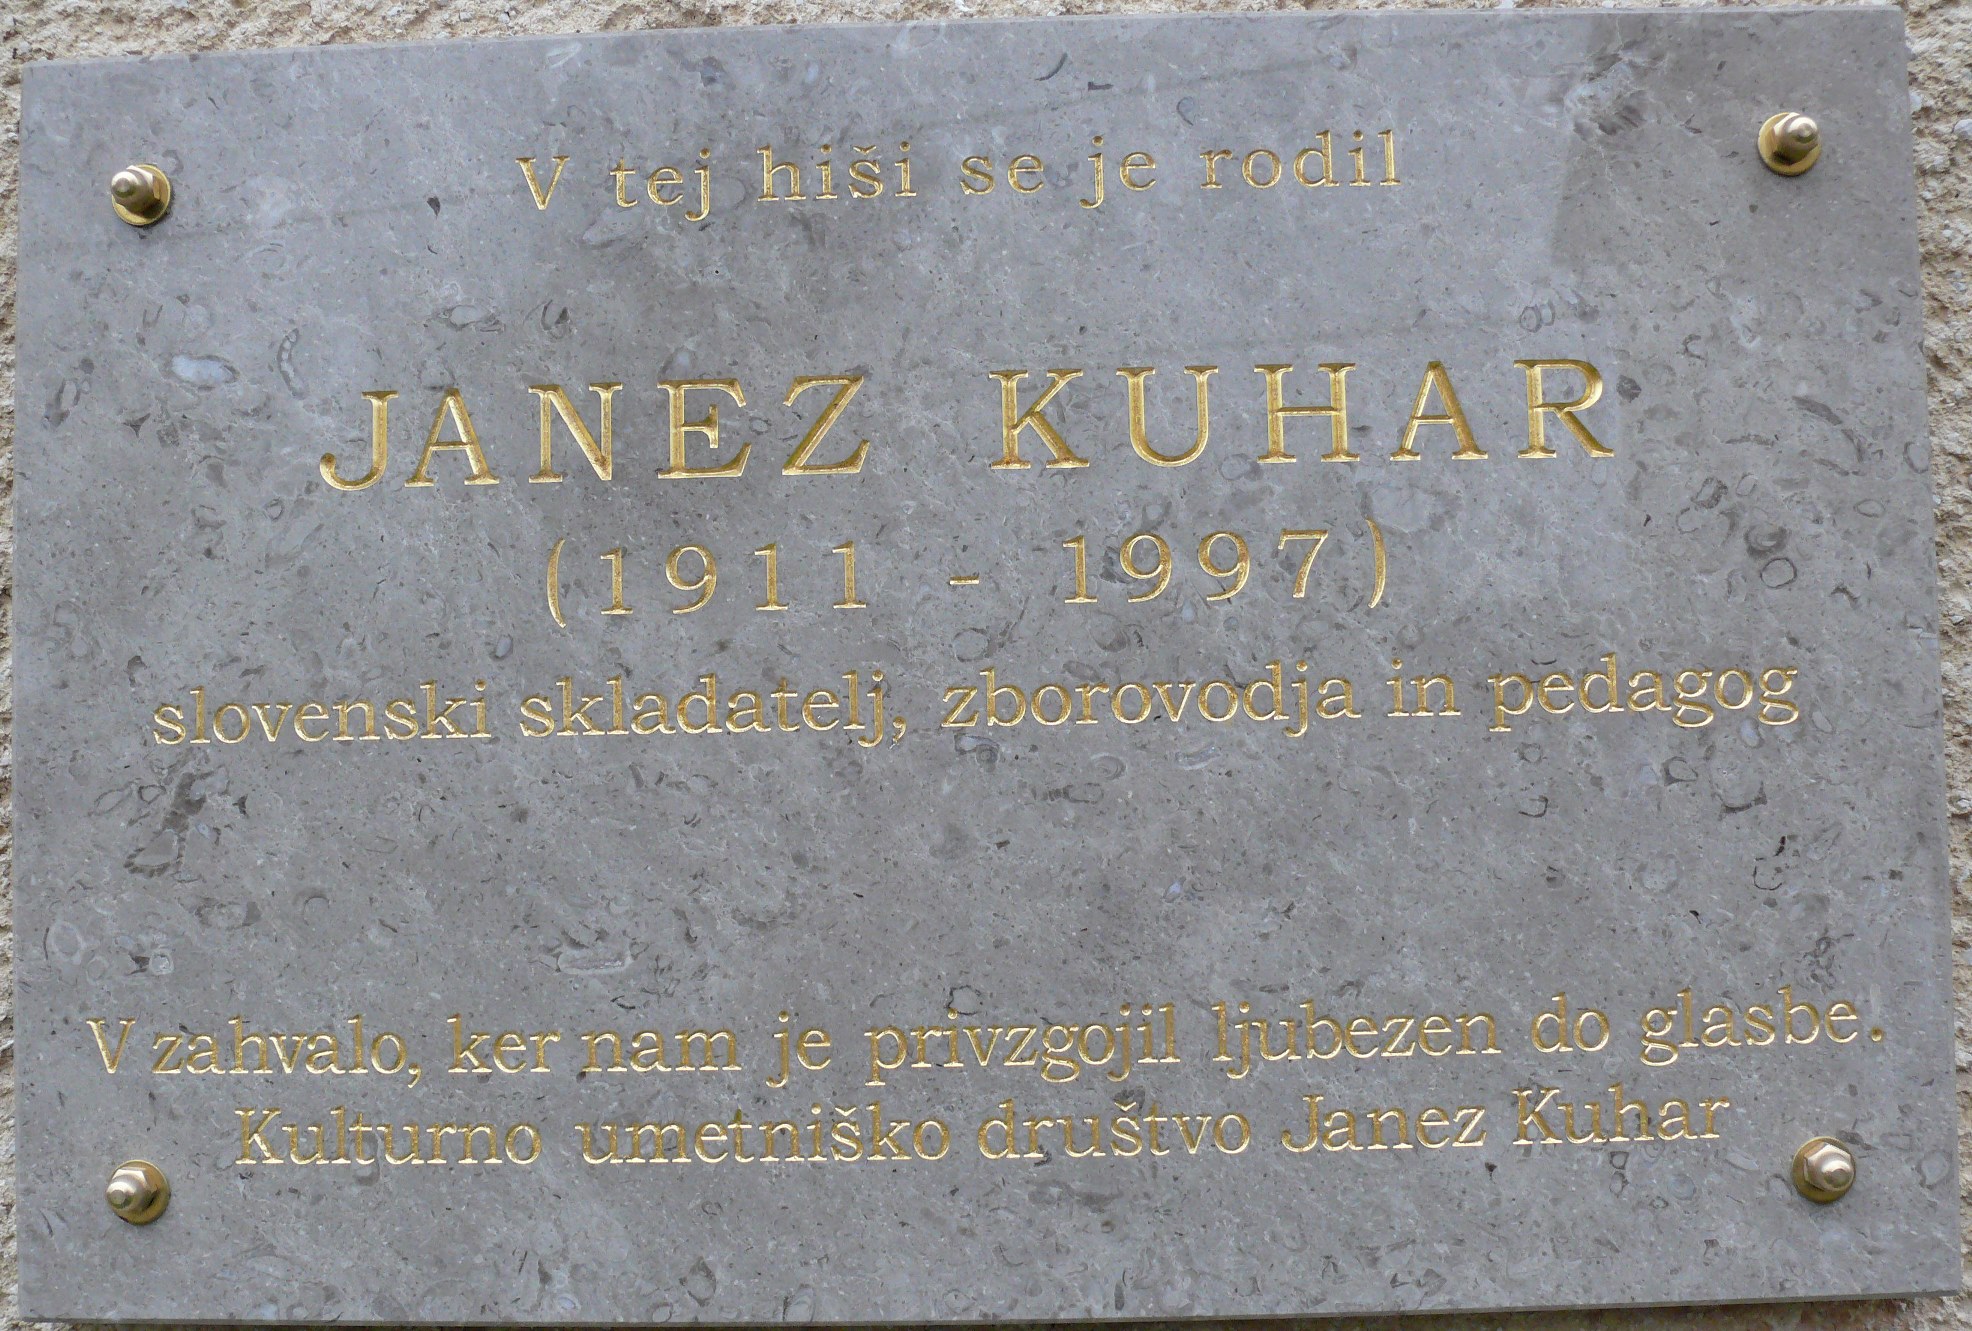 V tej hiši se je rodil
JANEZ KUHAR
(1911 - 1997)
slovenski skladatelj, zborovodja in pedagog
V zahvalo, ker nam je privzgojil ljubezen do glasbe.
Kulturno umetniško društvo Janez Kuhar